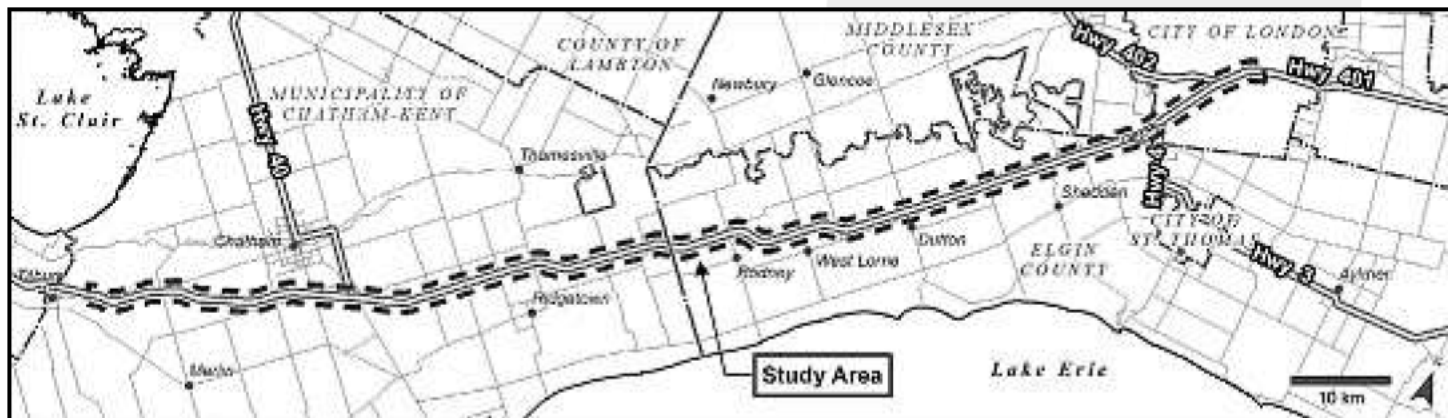 Lake
St. Clair
MUNICIPALITY OF
CHATHAM-KENT
Hwy 40
COUNTY OF
LAMBTON
MIDDLESEX
COUNTY
Newbury
Glencoe
Hwy 402
CITY OF LONDON
Hwy 401
Thamesville
Chatham
Tilbury
Merlin
Ridgetown
Rodney
West Lorne
Dutton
Shedden
Hwy 4
CITY OF
ST. THOMAS
ELGIN
COUNTY
Hwy 3
Aylmer
Study Area
Lake Erie
10 km